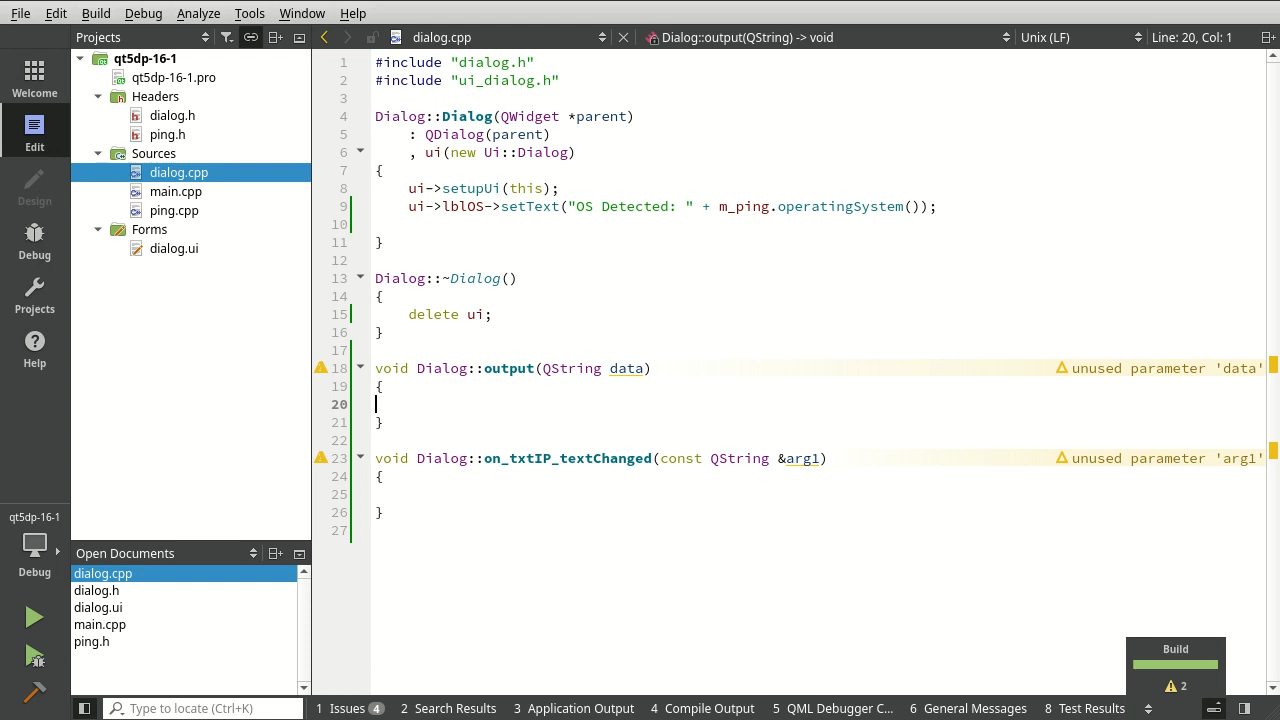 File Edit Build Debug Analyze Tools Window Help
Projects
dialog.cpp
Dialog::output(QString) -> void
Unix (LF)
Line: 20, Col: 1
Welcome
Edit
Design
Debug
Projects
Help
qt5dp-16-1
Debug
qt5dp-16-1
qt5dp-16-1.pro
Headers
dialog.h
ping.h
Sources
dialog.cpp
main.cpp
ping.cpp
Forms
dialog.ui
Open Documents
dialog.cpp
dialog.h
dialog.ui
main.cpp
ping.h
1 #include "dialog.h"
2 #include "ui_dialog.h"
3
4 Dialog::Dialog(QWidget *parent)
5 : QDialog(parent)
6 , ui(new Ui::Dialog)
7 {
8 ui->setupUi(this);
9 ui->lblOS->setText("OS Detected: " + m_ping.operatingSystem());
10
11 }
12
13 Dialog::~Dialog()
14 {
15 delete ui;
16 }
17
18 void Dialog::output(QString data) unused parameter 'data'
19 {
20
21 }
22
23 void Dialog::on_txtIP_textChanged(const QString &arg1) unused parameter 'arg1'
24 {
25
26 }
27
Build
2
Type to locate (Ctrl+K)
1 Issues 4
2 Search Results
3 Application Output
4 Compile Output
5 QML Debugger C...
6 General Messages
8 Test Results